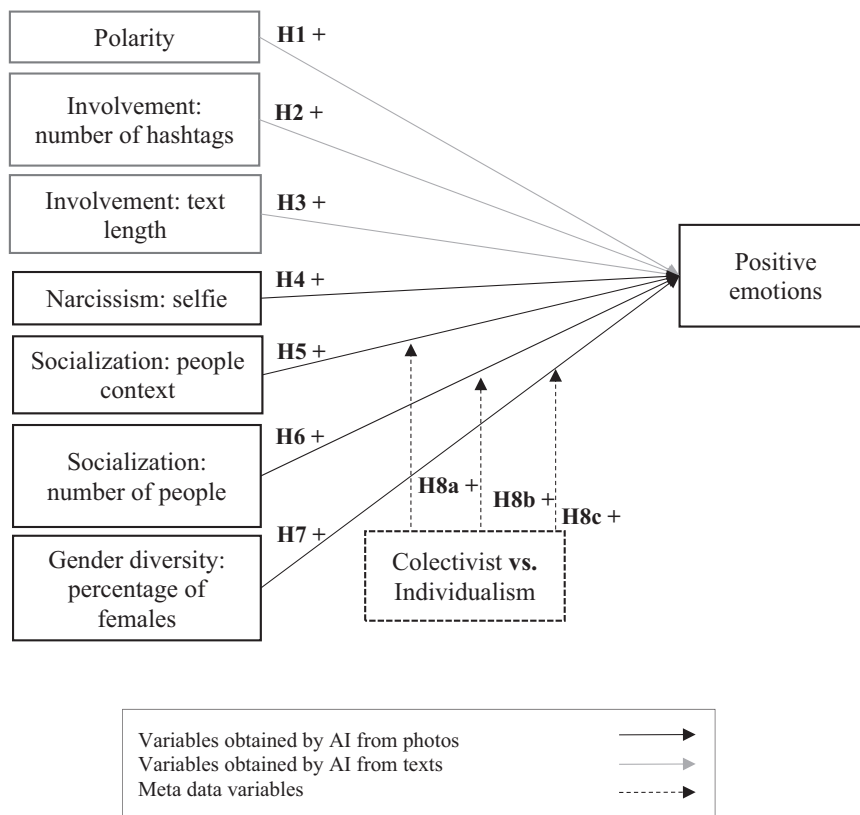 Polarity
H1 +
Involvement:
number of hashtags
H2 +
Involvement: text
length
H3 +
Narcissism: selfie
H4 +
Socialization: people
context
H5 +
Socialization:
number of people
H6 +
Gender diversity:
percentage of
females
H7 +
Positive
emotions
H8a +
H8b +
H8c +
Colectivist vs.
Individualism
Variables obtained by AI from photos
Variables obtained by AI from texts
Meta data variables